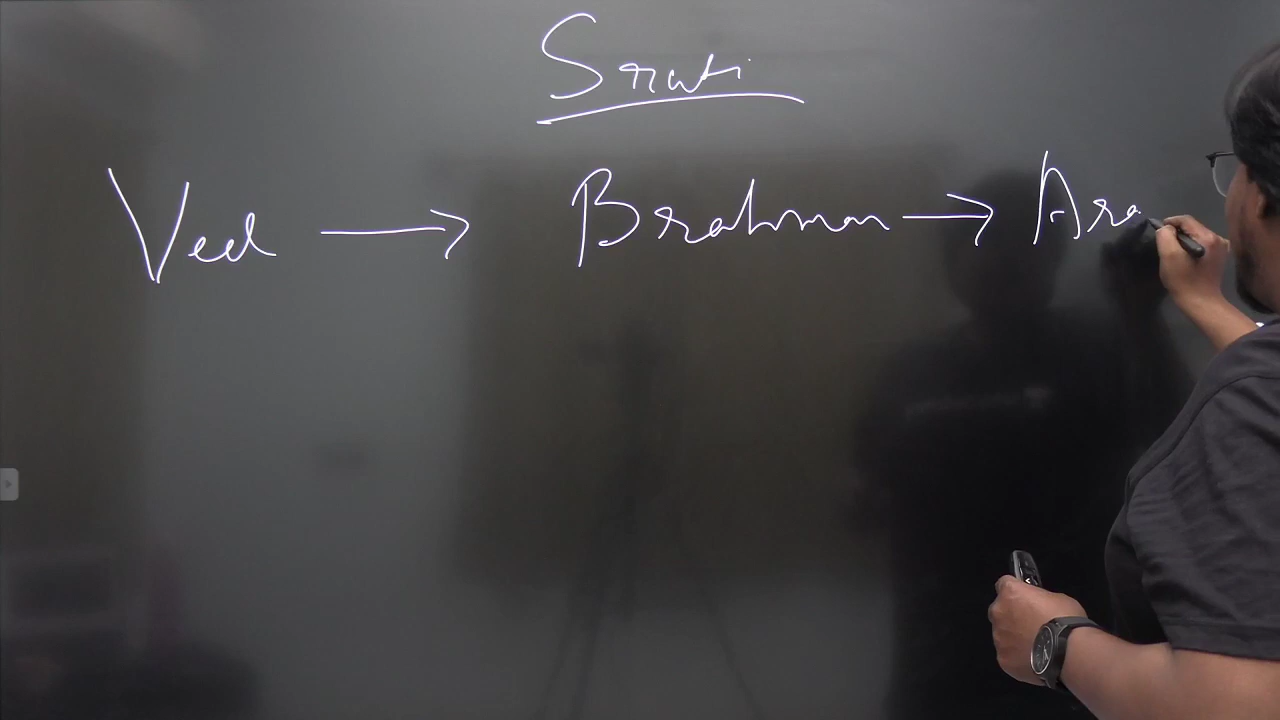 Sruti
Ved → Brahman → Ara